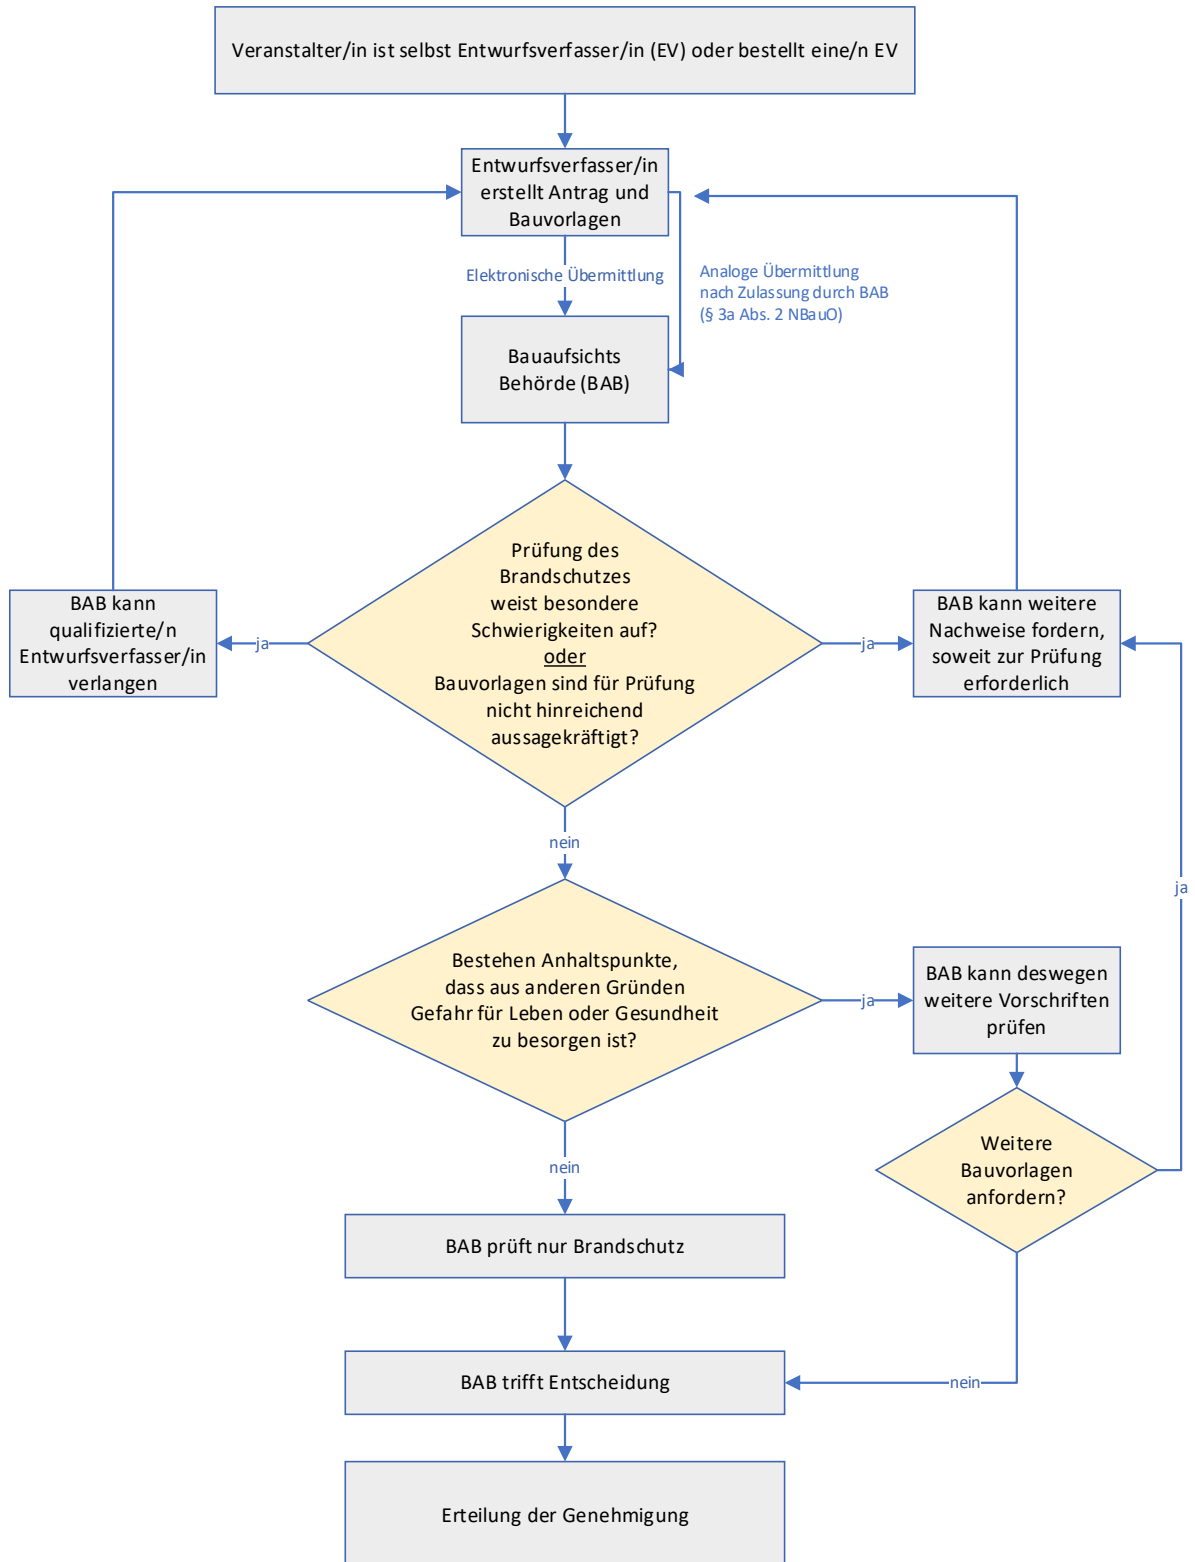 Veranstalter/in ist selbst Entwurfsverfasser/in (EV) oder bestellt eine/n EV
Entwurfsverfasser/in
erstellt Antrag und
Bauvorlagen
Elektronische Übermittlung
Analoge Übermittlung
nach Zulassung durch BAB
(§ 3a Abs. 2 NBauO)
Bauaufsichts
Behörde (BAB)
Prüfung des
Brandschutzes
weist besondere
Schwierigkeiten auf?
oder
Bauvorlagen sind für Prüfung
nicht hinreichend
aussagekräftigt?
ja
BAB kann
qualifizierte/n
Entwurfsverfasser/in
verlangen
ja
BAB kann weitere
Nachweise fordern,
soweit zur Prüfung
erforderlich
nein
Bestehen Anhaltspunkte,
dass aus anderen Gründen
Gefahr für Leben oder Gesundheit
zu besorgen ist?
ja
BAB kann deswegen
weitere Vorschriften
prüfen
ja
Weitere
Bauvorlagen
anfordern?
nein
BAB prüft nur Brandschutz
BAB trifft Entscheidung
nein
Erteilung der Genehmigung